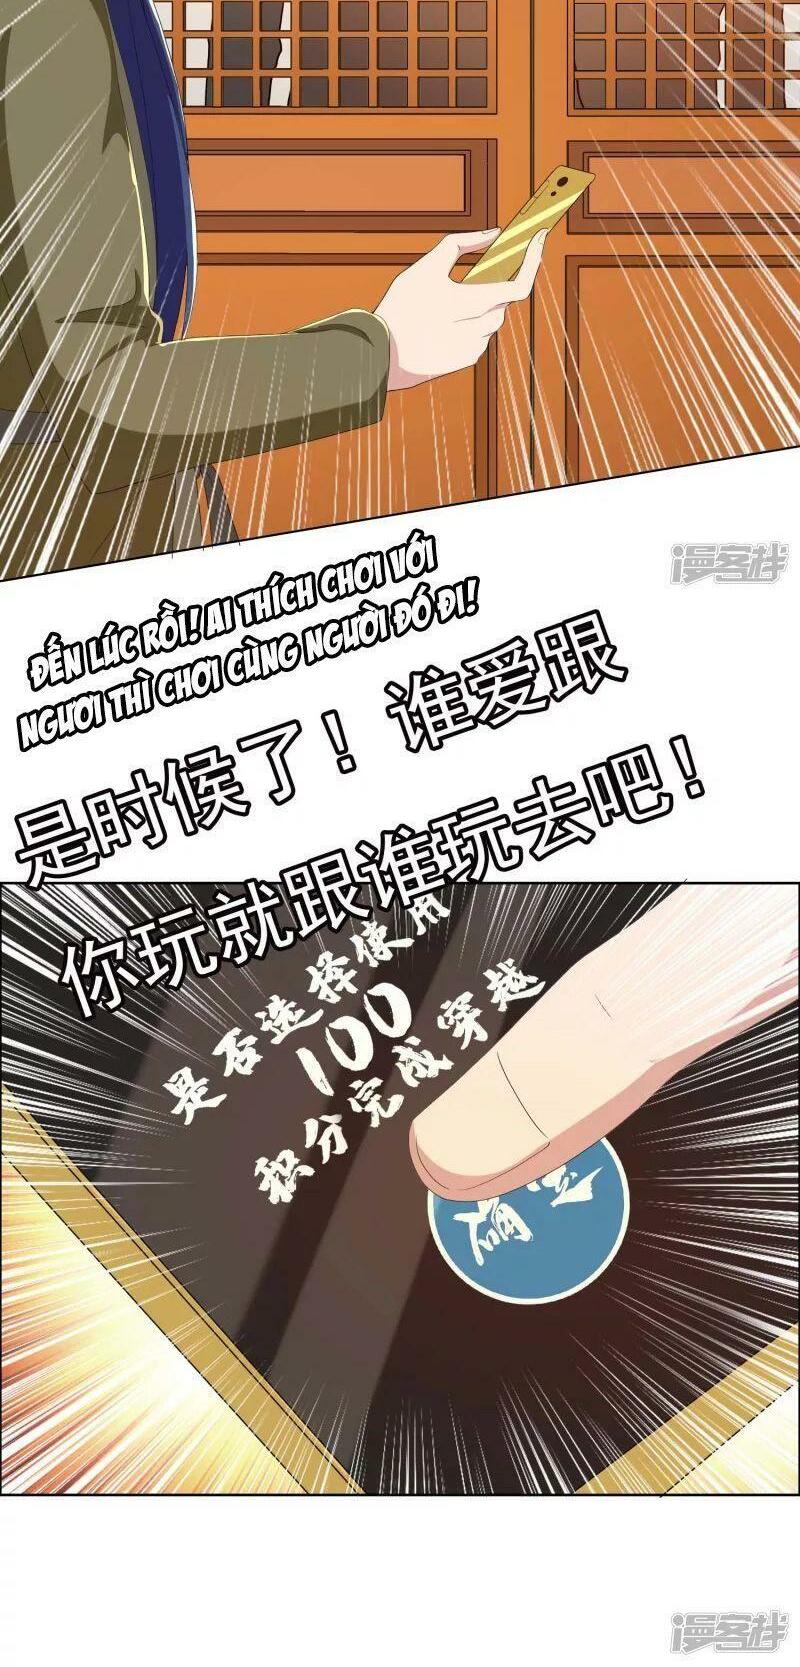 漫客栈
ĐẾN LÚC RỒI! AI THÍCH CHƠI VỚI
NGƯƠI THÌ CHƠI CÙNG NGƯỜI ĐÓ ĐI!
是时候了！谁爱跟
你玩就跟谁玩去吧！
是否选择使用
100
积分完成穿越
确定
漫客栈